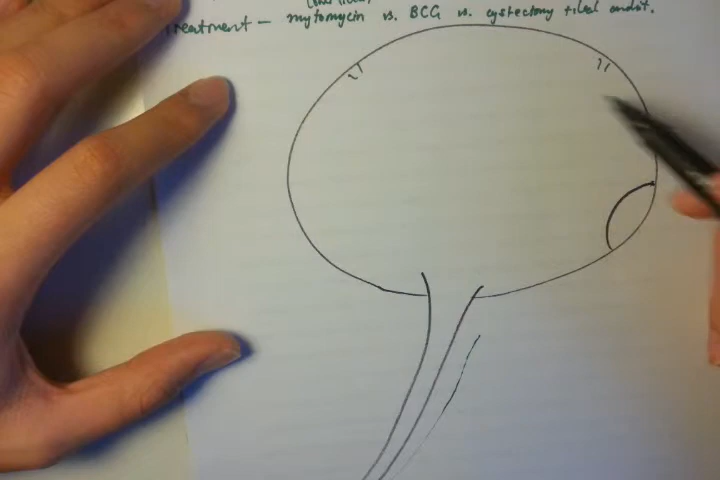 Treatment — mytomycin vs. BCG vs. cystectomy + ileal conduit.